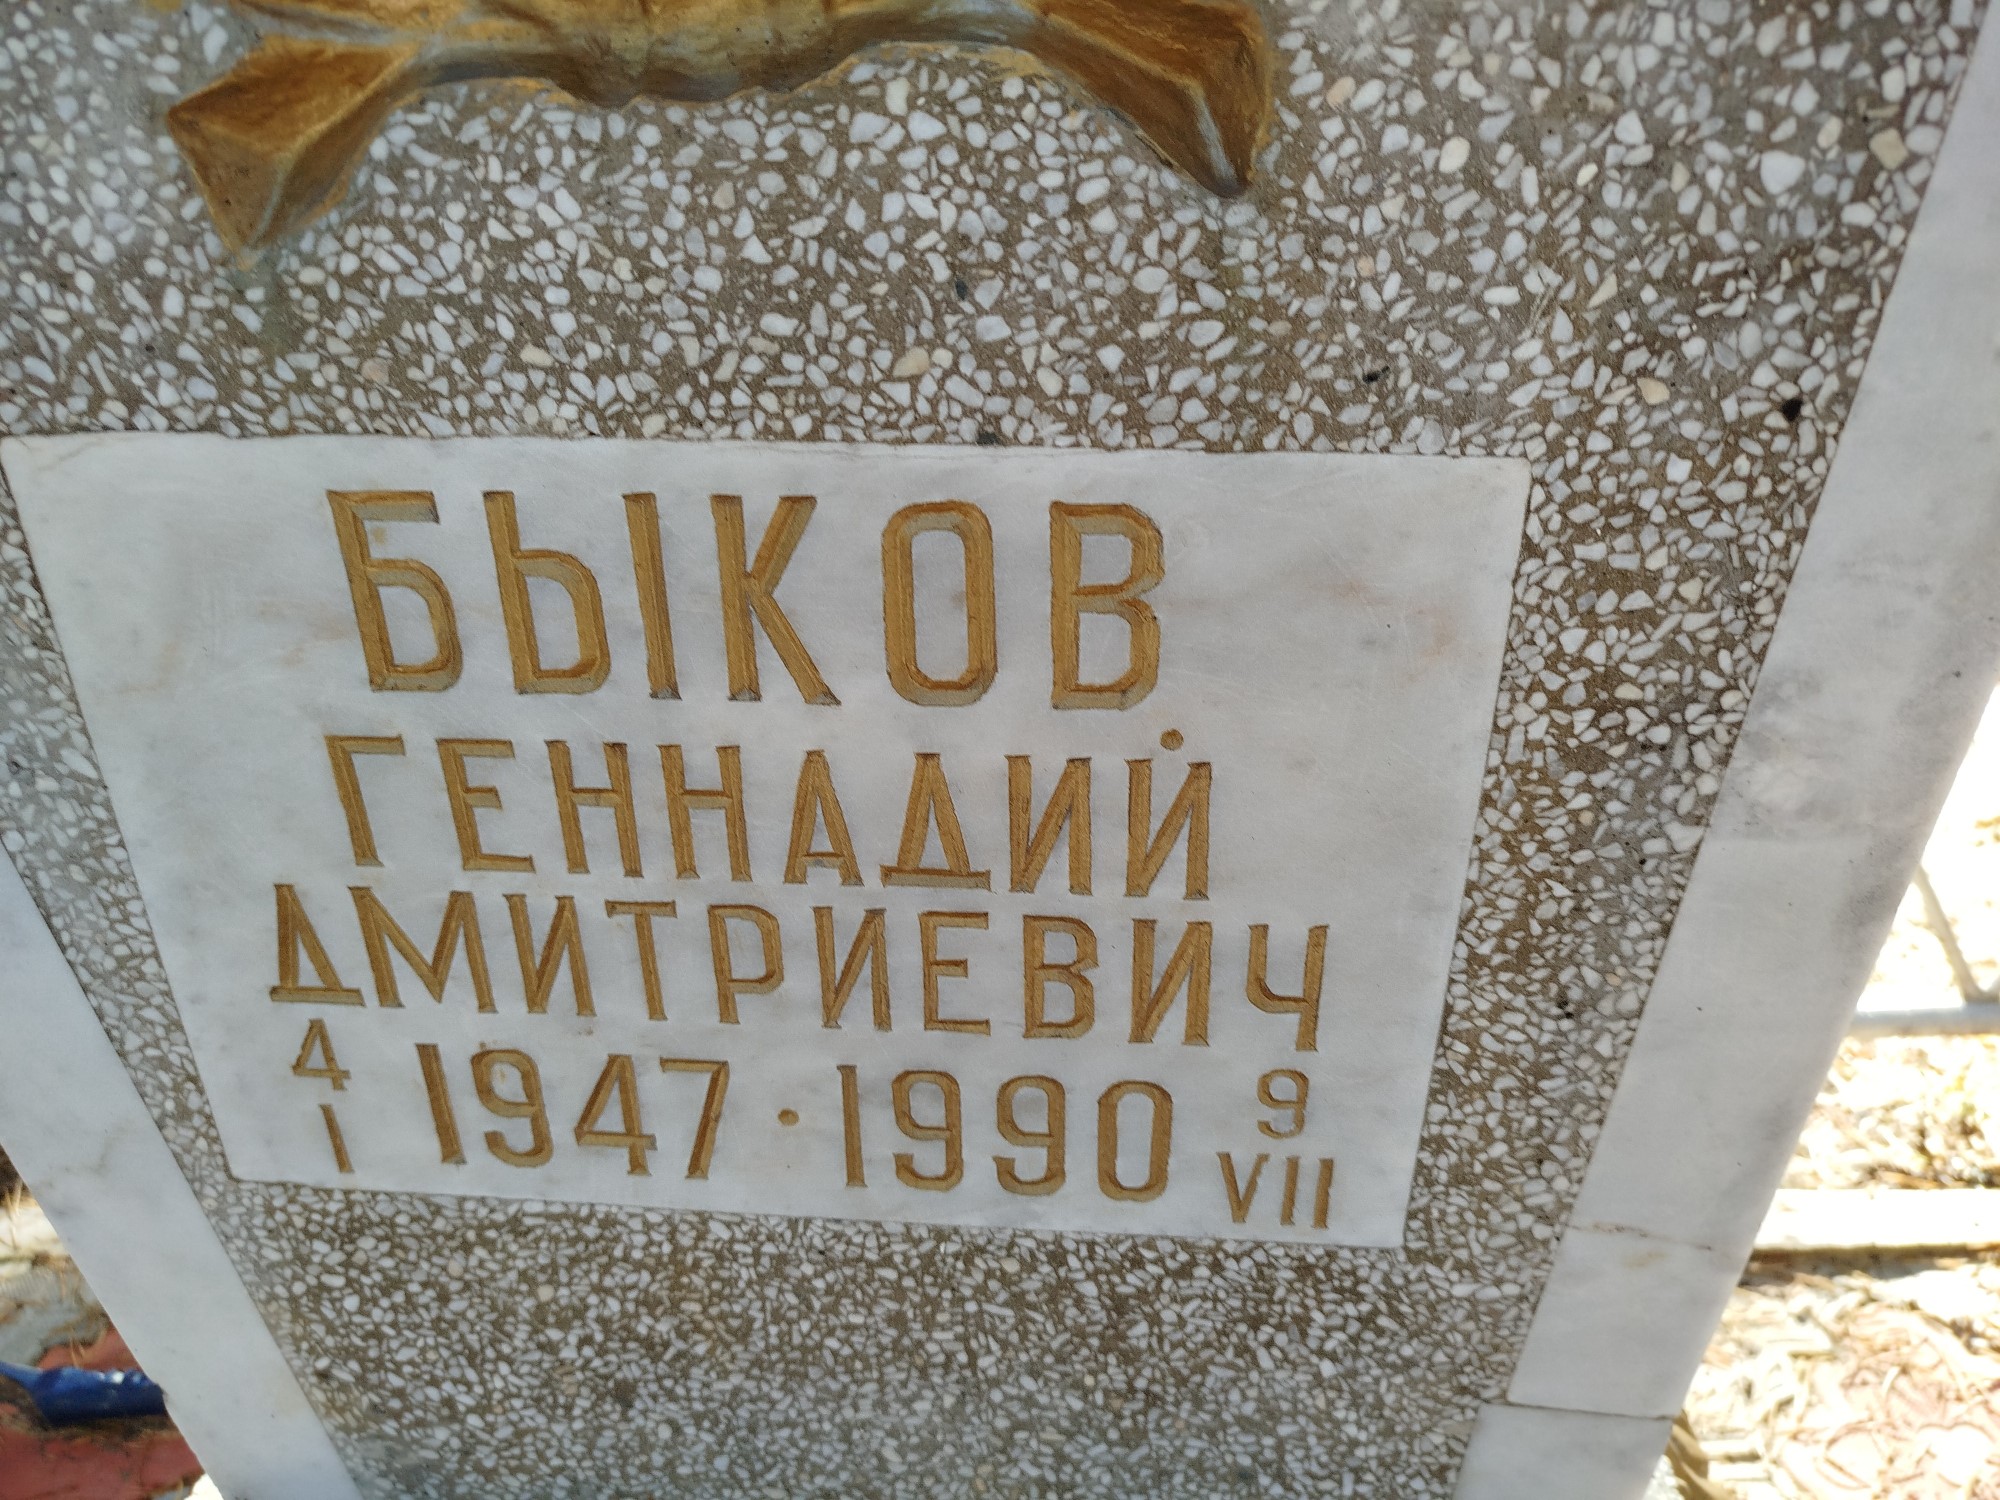 БЫКОВ
ГЕННАДИЙ
ДМИТРИЕВИЧ
4 1947 · 1990 9
I VII